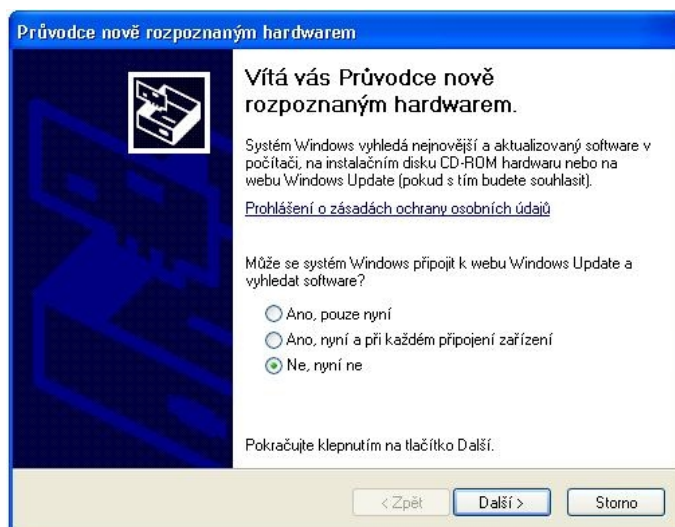 Průvodce nově rozpoznaným hardwarem
Vítá vás Průvodce nově
rozpoznaným hardwarem.
Systém Windows vyhledá nejnovější a aktualizovaný software v
počítači, na instalačním disku CD-ROM hardwaru nebo na
webu Windows Update (pokud s tím budete souhlasit).
Prohlášení o zásadách ochrany osobních údajů
Může se systém Windows připojit k webu Windows Update a
vyhledat software?
Ano, pouze nyní
Ano, nyní a při každém připojení zařízení
Ne, nyní ne
Pokračujte klepnutím na tlačítko Další.
< Zpět
Další >
Storno